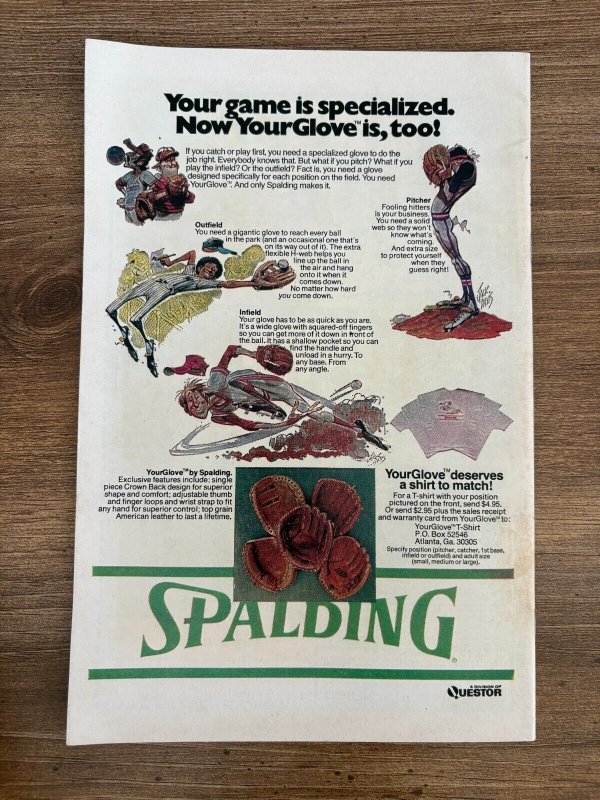 Your game is specialized.
Now YourGlove™ is, too!
If you catch or play first, you need a specialized glove to do the
job right. Everybody knows that. But what if you pitch? What if you
play the infield? Or the outfield? Fact is, you need a glove
designed specifically for each position on the field. You need
YourGlove™. And only Spalding makes it.
Pitcher
Fooling hitters
is your business.
You need a solid
web so they won't
know what's
coming.
And extra size
to protect yourself
when they
guess right!
Outfield
You need a gigantic glove to reach every ball
in the park (and an occasional one that's
on its way out of it). The extra
flexible H-web helps you
line up the ball in
the air and hang
onto it when it
comes down.
No matter how hard
you come down.
Infield
Your glove has to be as quick as you are.
It's a wide glove with squared-off fingers
so you can get more of it down in front of
the ball. It has a shallow pocket so you can
find the handle and
unload in a hurry. To
any base. From
any angle.
YourGlove™ by Spalding.
Exclusive features include: single
piece Crown Back design for superior
shape and comfort; adjustable thumb
and finger loops and wrist strap to fit
any hand for superior control; top grain
American leather to last a lifetime.
YourGlove™ deserves
a shirt to match!
For a T-shirt with your position
pictured on the front, send $4.95.
Or send $2.95 plus the sales receipt
and warranty card from YourGlove™ to:
YourGlove™ T-Shirt
P.O. Box 52546
Atlanta, Ga. 30305
Specify position (pitcher, catcher, 1st base,
infield or outfield) and adult size
(small, medium or large).
SPALDING®
A DIVISION OF
QUESTOR